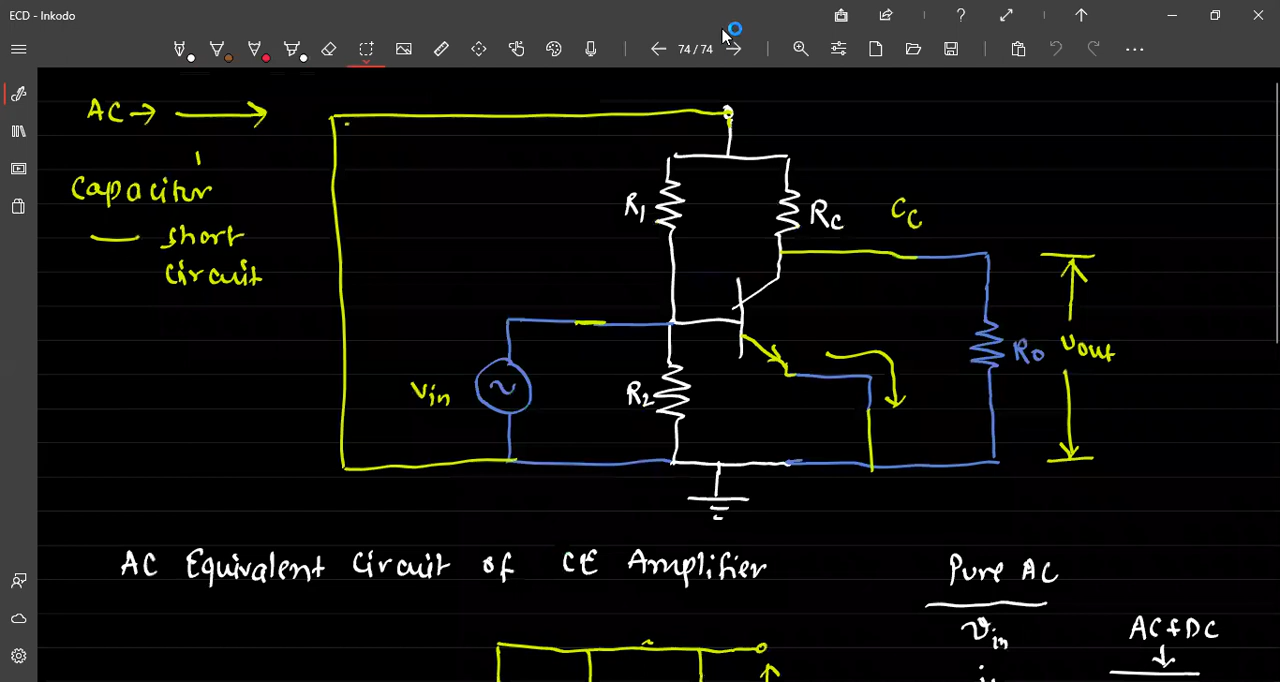 ECD - Inkodo
74 / 74
AC →
Capacitor
— short
circuit
R1
RC
CC
Vin
R2
R0
Vout
AC Equivalent Circuit of CE Amplifier
Pure AC
Vin
AC & DC